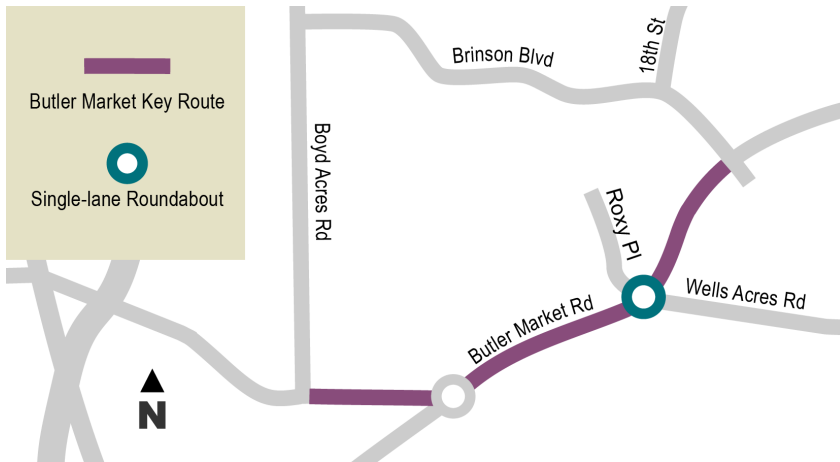 Butler Market Key Route
Single-lane Roundabout
Brinson Blvd
18th St
Boyd Acres Rd
Roxy Pl
Wells Acres Rd
Butler Market Rd
N